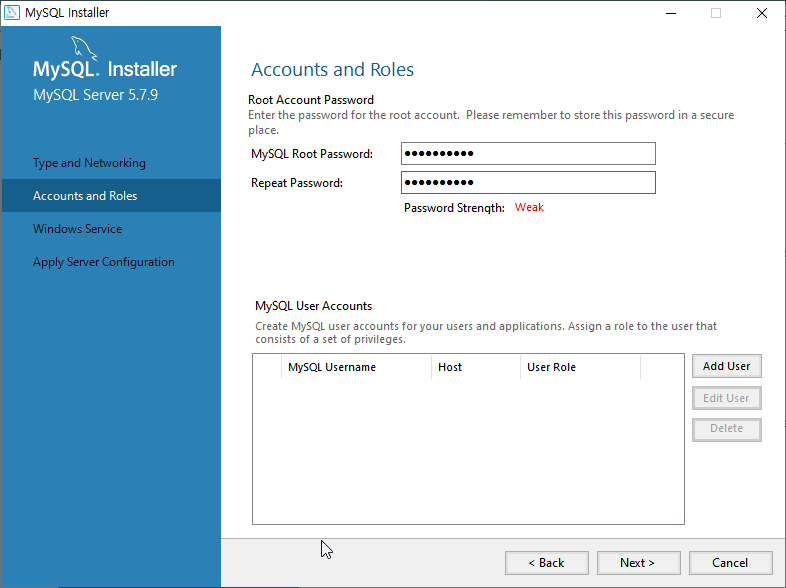 MySQL Installer
MySQL. Installer
MySQL Server 5.7.9
Type and Networking
Accounts and Roles
Windows Service
Apply Server Configuration
Accounts and Roles
Root Account Password
Enter the password for the root account.  Please remember to store this password in a secure
place.
MySQL Root Password:
●●●●●●●●●●
Repeat Password:
●●●●●●●●●●
Password Strength: Weak
MySQL User Accounts
Create MySQL user accounts for your users and applications. Assign a role to the user that
consists of a set of privileges.
MySQL Username Host User Role
Add User
Edit User
Delete
< Back Next > Cancel